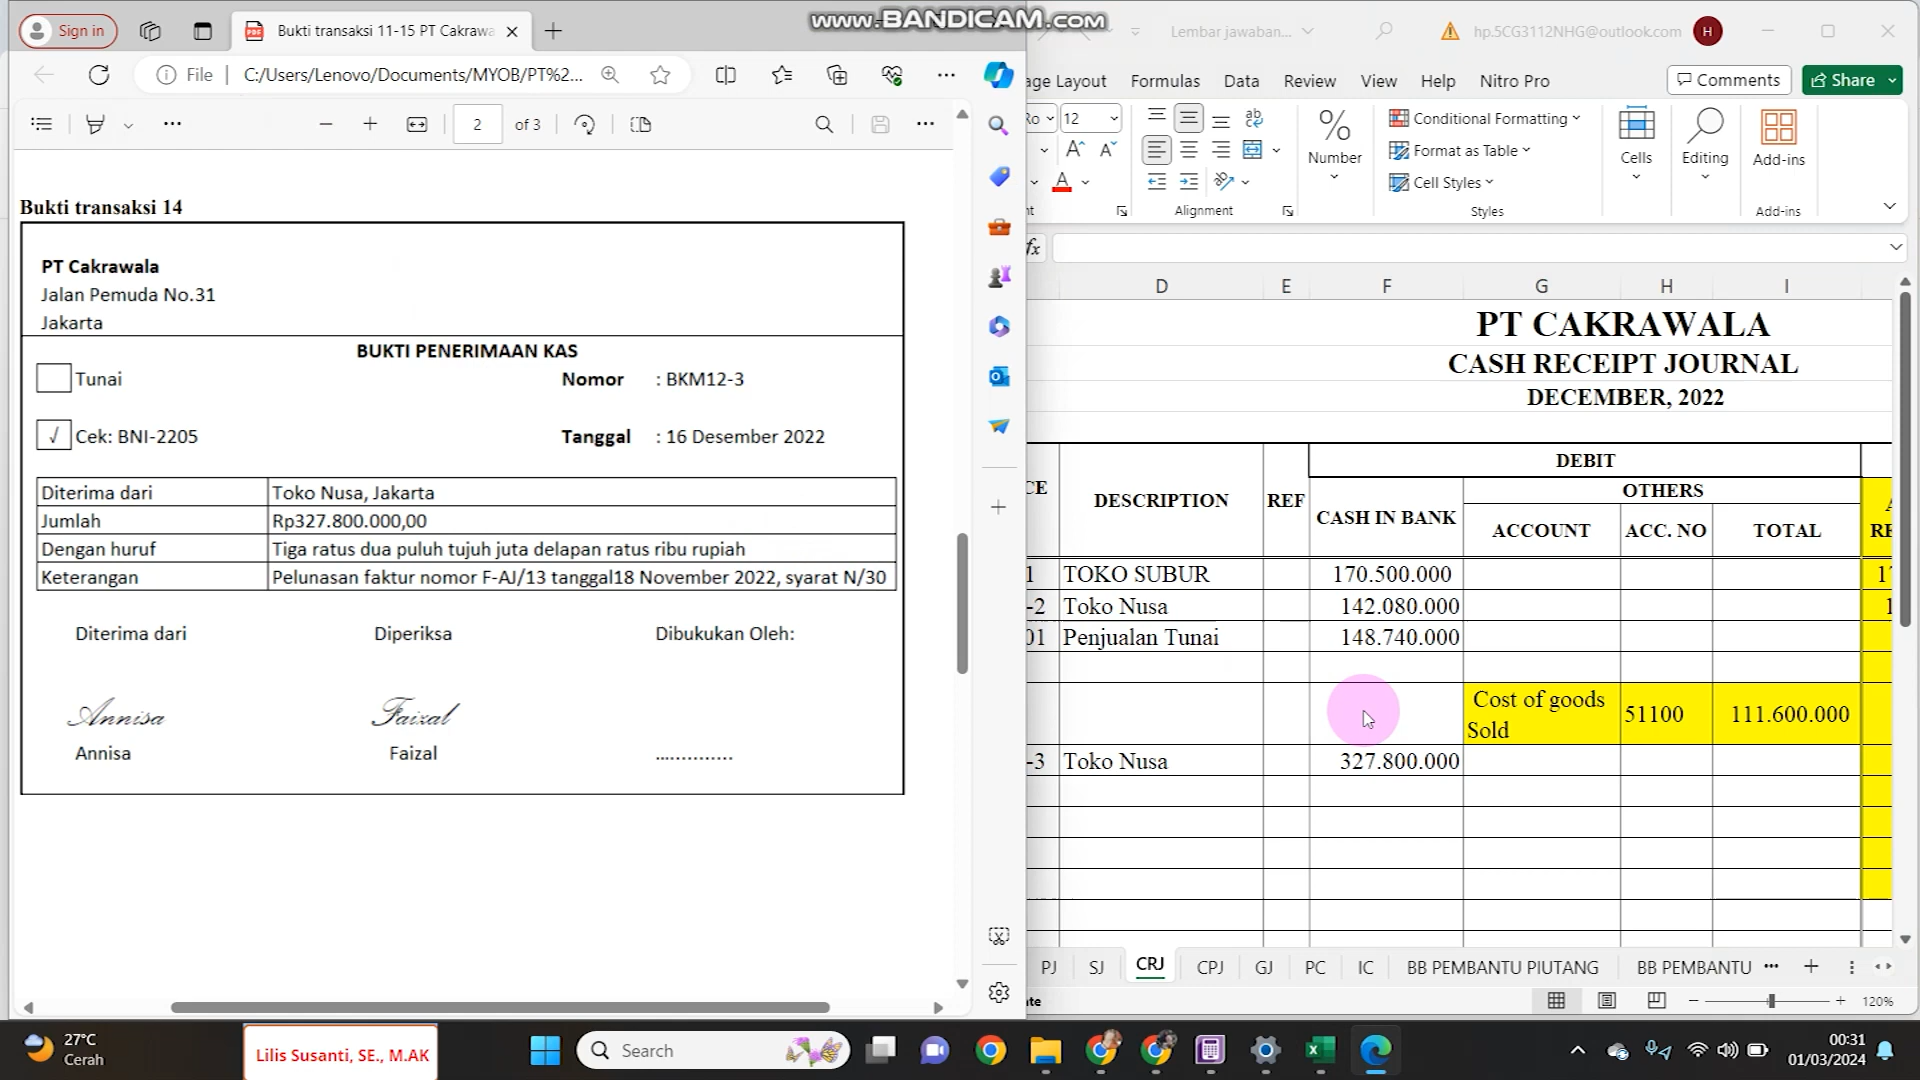 www.BANDICAM.com
Sign in
Bukti transaksi 11-15 PT Cakrawa
File
C:/Users/Lenovo/Documents/MYOB/PT%2...
2 of 3
Bukti transaksi 14
PT Cakrawala
Jalan Pemuda No.31
Jakarta
BUKTI PENERIMAAN KAS
Tunai
Nomor : BKM12-3
√ Cek: BNI-2205
Tanggal : 16 Desember 2022
Diterima dari Toko Nusa, Jakarta
Jumlah Rp327.800.000,00
Dengan huruf Tiga ratus dua puluh tujuh juta delapan ratus ribu rupiah
Keterangan Pelunasan faktur nomor F-AJ/13 tanggal18 November 2022, syarat N/30
Diterima dari Diperiksa Dibukukan Oleh:
Annisa Faizal
Annisa Faizal ..............
Lembar jawaban...
hp.5CG3112NHG@outlook.com
H
age Layout Formulas Data Review View Help Nitro Pro
Comments
Share
Ro 12
Number
Conditional Formatting
Format as Table
Cell Styles
Cells
Editing
Add-ins
nt Alignment Styles Add-ins
fx
D E F G H I
PT CAKRAWALA
CASH RECEIPT JOURNAL
DECEMBER, 2022
DEBIT
CE DESCRIPTION REF CASH IN BANK OTHERS
ACCOUNT ACC. NO TOTAL
A
RE
1 TOKO SUBUR 170.500.000 17
-2 Toko Nusa 142.080.000 1
01 Penjualan Tunai 148.740.000
Cost of goods
Sold 51100 111.600.000
-3 Toko Nusa 327.800.000
PJ SJ CRJ CPJ GJ PC IC BB PEMBANTU PIUTANG BB PEMBANTU
ate
120%
27°C
Cerah
Lilis Susanti, SE., M.AK
Search
00:31
01/03/2024